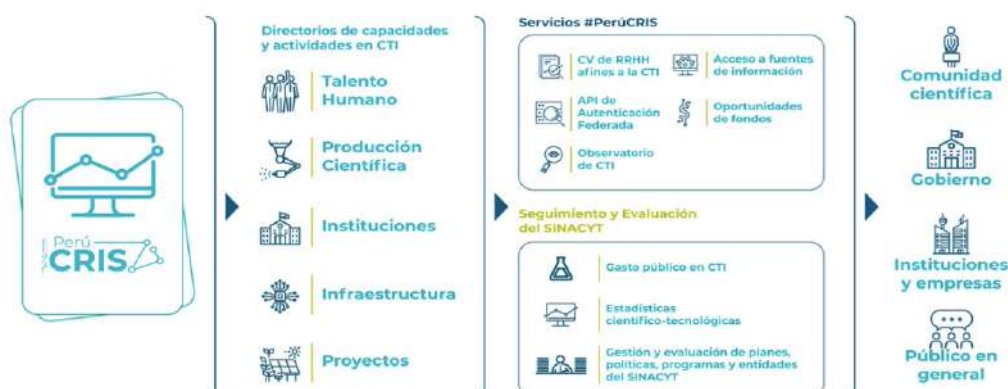 Perú
CRIS
Directorios de capacidades
y actividades en CTI
Talento
Humano
Producción
Científica
Instituciones
Infraestructura
Proyectos
Servicios #PerúCRIS
CV de RRHH
afines a la CTI
Acceso a fuentes
de información
API de
Autenticación
Federada
Oportunidades
de fondos
Observatorio
de CTI
Seguimiento y Evaluación
del SINACYT
Gasto público en CTI
Estadísticas
científico-tecnológicas
Gestión y evaluación de planes,
políticas, programas y entidades
del SINACYT
Comunidad
científica
Gobierno
Instituciones
y empresas
Público en
general